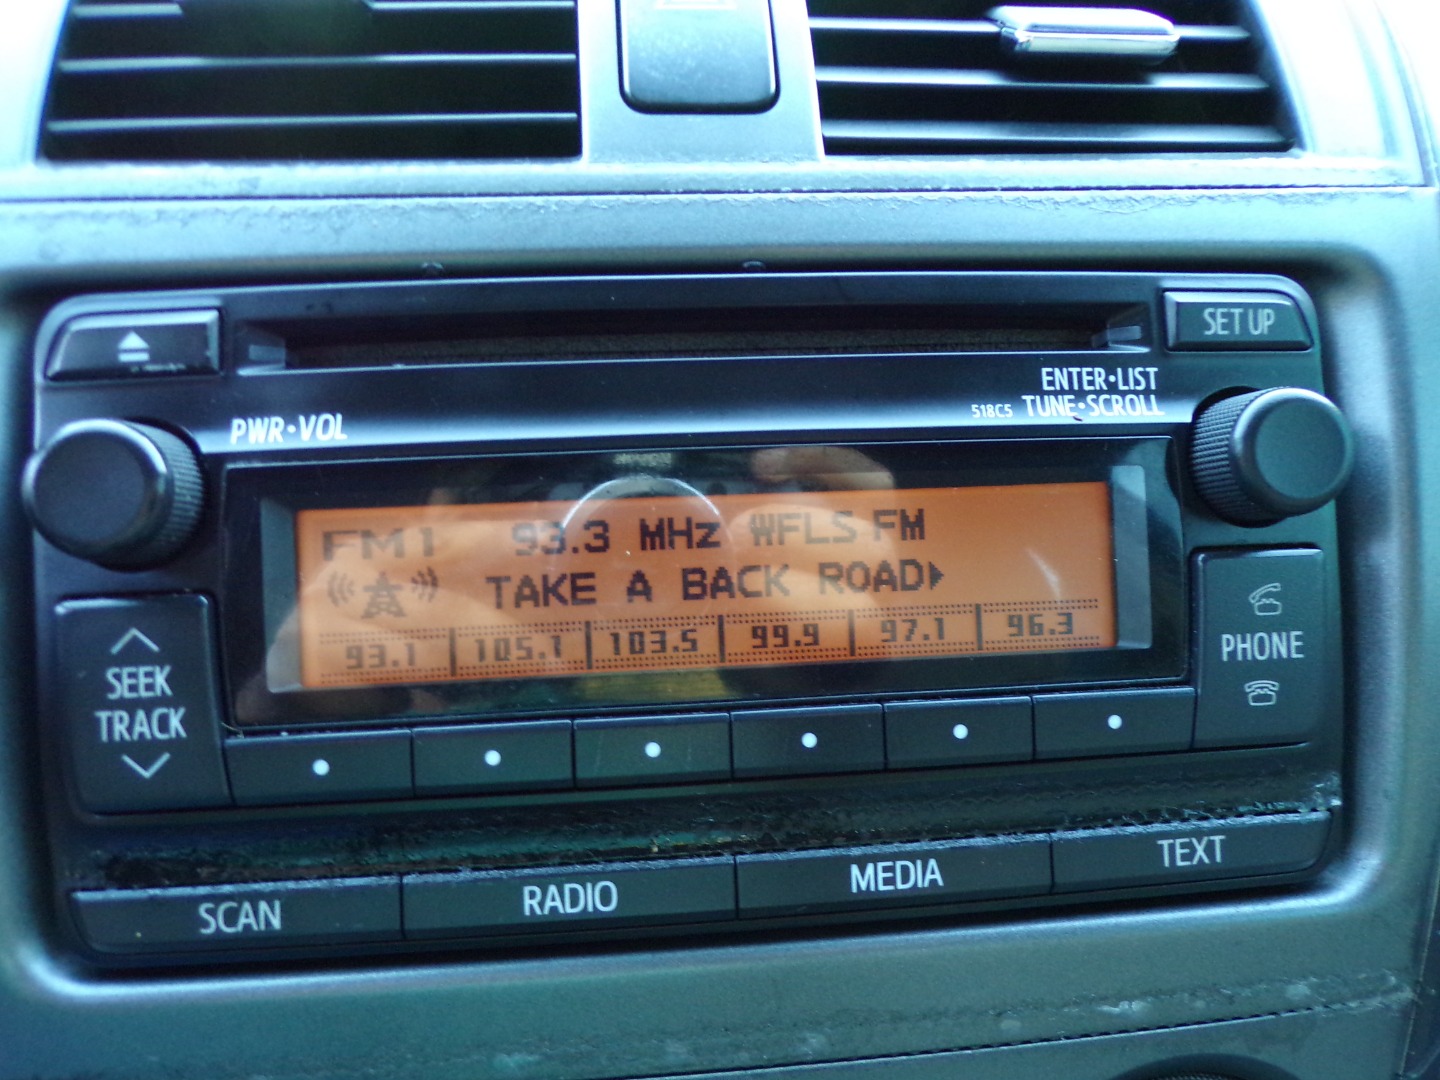 SET UP
ENTER•LIST
518C5 TUNE•SCROLL
PWR•VOL
FM1 93.3 MHz WFLS FM
TAKE A BACK ROAD
93.1 105.1 103.5 99.9 97.1 96.3
SEEK
TRACK
PHONE
SCAN RADIO MEDIA TEXT